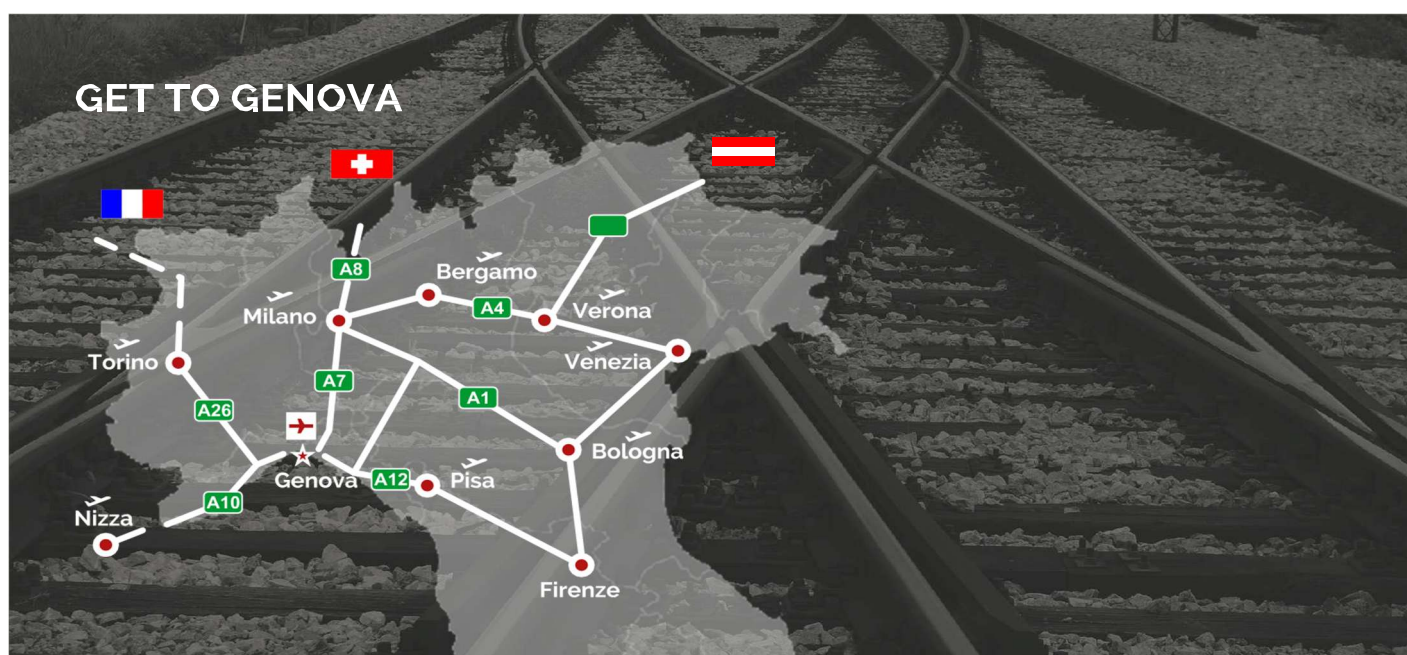 GET TO GENOVA
A8
Bergamo
A4
Verona
Milano
Venezia
Torino
A7
A1
A26
Bologna
Genova
A12
Pisa
A10
Nizza
Firenze